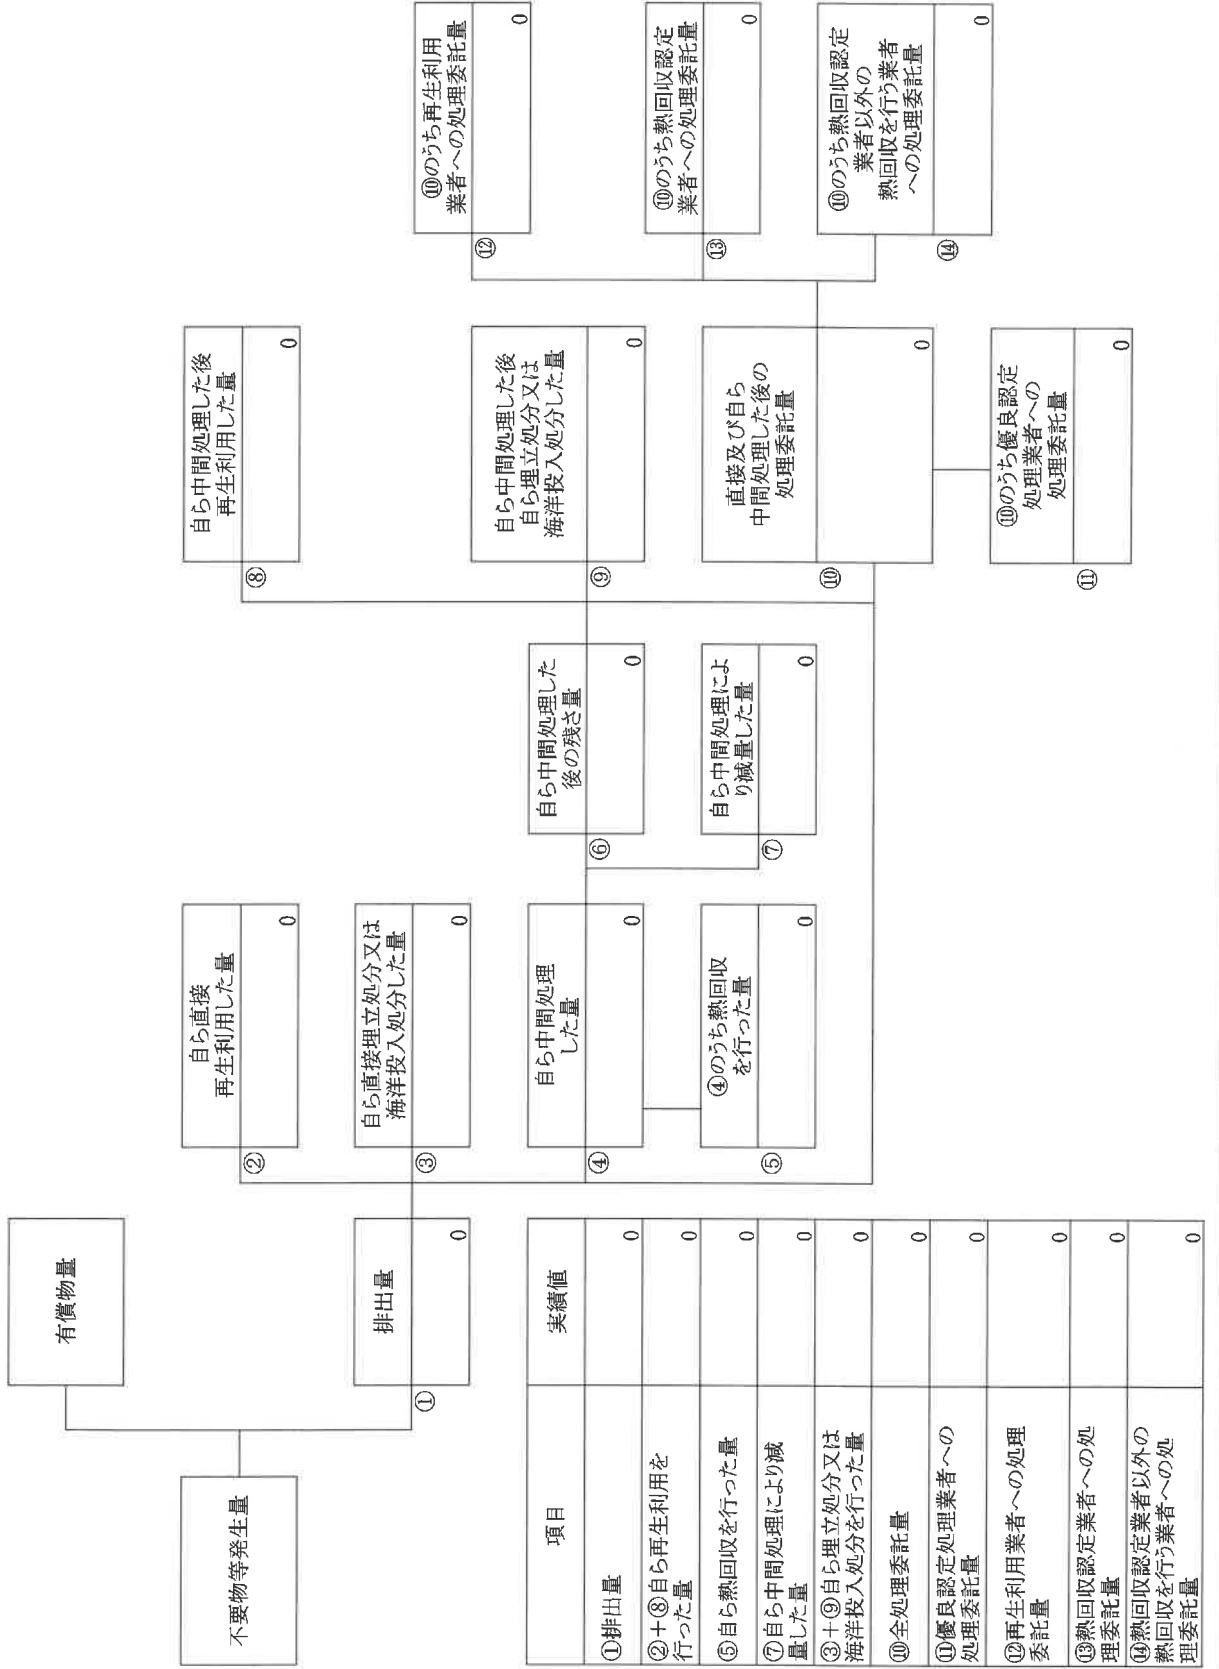 不要物等発生量
有償物量
排出量
①
0
自ら直接
再生利用した量
②
0
自ら直接埋立処分又は
海洋投入処分した量
③
0
自ら中間処理
した量
④
0
④のうち熱回収
を行った量
⑤
0
自ら中間処理した
後の残さ量
⑥
0
自ら中間処理によ
り減量した量
⑦
0
自ら中間処理した後
再生利用した量
⑧
0
自ら中間処理した後
自ら埋立処分又は
海洋投入処分した量
⑨
0
直接及び自ら
中間処理した後の
処理委託量
⑩
0
⑩のうち優良認定
処理業者への
処理委託量
⑪
0
⑩のうち再生利用
業者への処理委託量
⑫
0
⑩のうち熱回収認定
業者への処理委託量
⑬
0
⑩のうち熱回収認定
業者以外の
熱回収を行う業者
への処理委託量
⑭
0
項目 実績値
①排出量 0
②+⑧自ら再生利用を
行った量 0
⑤自ら熱回収を行った量 0
⑦自ら中間処理により減
量した量 0
③+⑨自ら埋立処分又は
海洋投入処分を行った量 0
⑩全処理委託量 0
⑪優良認定処理業者への
処理委託量 0
⑫再生利用業者への処理
委託量 0
⑬熱回収認定業者への処
理委託量 0
⑭熱回収認定業者以外の
熱回収を行う業者への処
理委託量 0